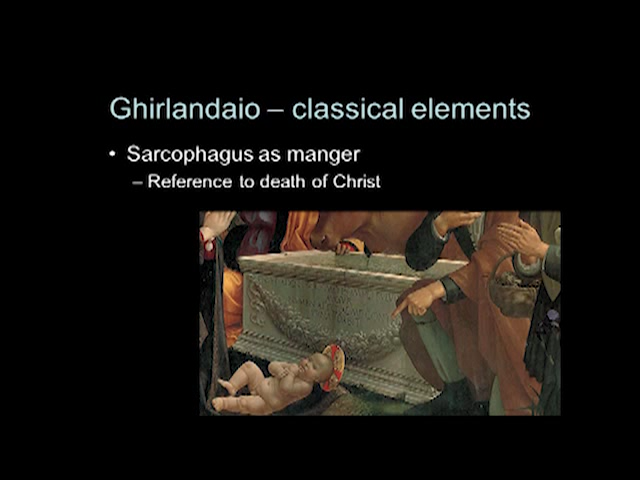 Ghirlandaio – classical elements
• Sarcophagus as manger
– Reference to death of Christ